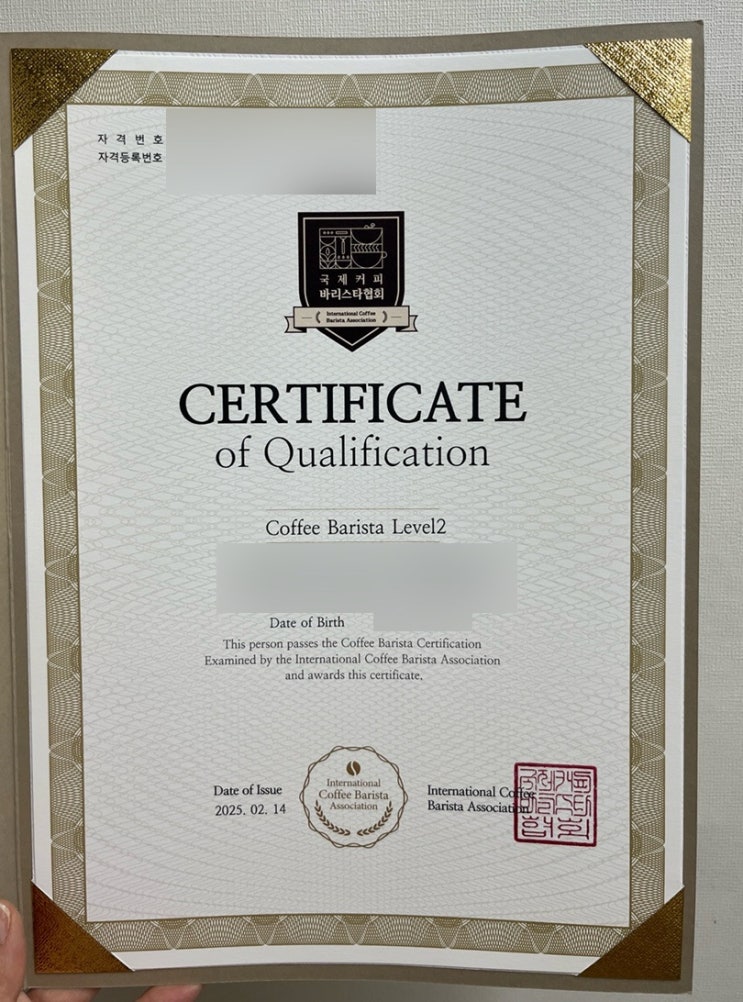 자격번호
자격등록번호
국제커피
바리스타협회
International Coffee
Barista Association
CERTIFICATE
of Qualification
Coffee Barista Level2
Date of Birth
This person passes the Coffee Barista Certification
Examined by the International Coffee Barista Association
and awards this certificate.
Date of Issue
2025. 02. 14
International
Coffee Barista
Association
International Coffee
Barista Association